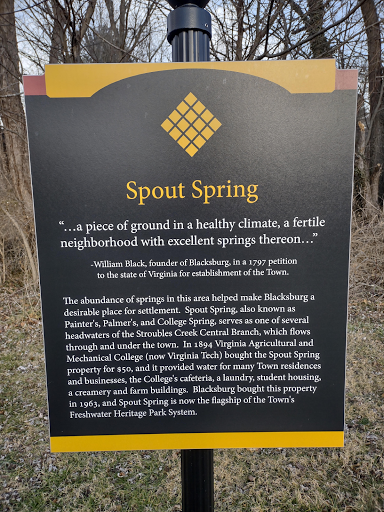 Spout Spring
“...a piece of ground in a healthy climate, a fertile
neighborhood with excellent springs thereon...”
-William Black, founder of Blacksburg, in a 1797 petition
to the state of Virginia for establishment of the Town.
The abundance of springs in this area helped make Blacksburg a
desirable place for settlement. Spout Spring, also known as
Painter's, Palmer's, and College Spring, serves as one of several
headwaters of the Stroubles Creek Central Branch, which flows
through and under the town. In 1894 Virginia Agricultural and
Mechanical College (now Virginia Tech) bought the Spout Spring
property for $50, and it provided water for many Town residences
and businesses, the College's cafeteria, a laundry, student housing,
a creamery and farm buildings. Blacksburg bought this property
in 1963, and Spout Spring is now the flagship of the Town's
Freshwater Heritage Park System.